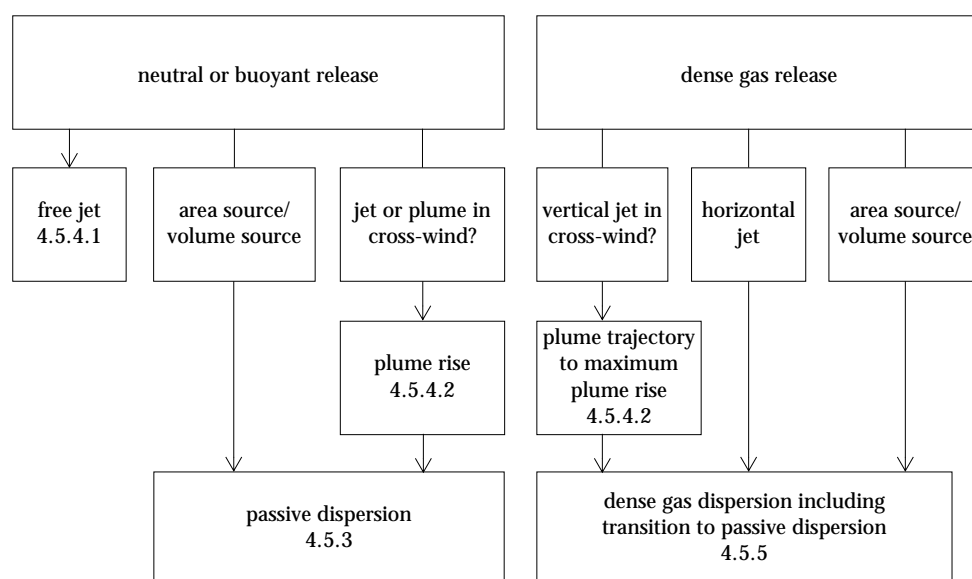 neutral or buoyant release
dense gas release
free jet
4.5.4.1
area source/
volume source
jet or plume in
cross-wind?
vertical jet in
cross-wind?
horizontal
jet
area source/
volume source
plume rise
4.5.4.2
plume trajectory
to maximum
plume rise
4.5.4.2
passive dispersion
4.5.3
dense gas dispersion including
transition to passive dispersion
4.5.5